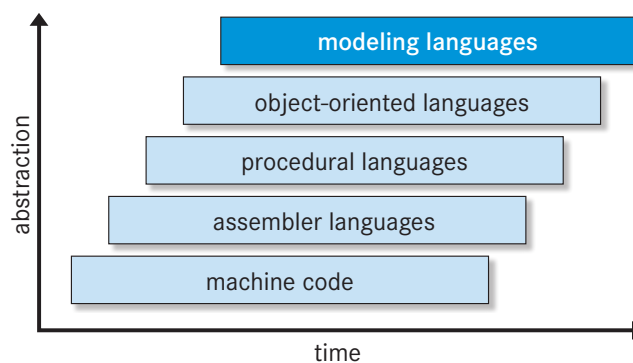 modeling languages
object-oriented languages
procedural languages
assembler languages
machine code
abstraction
time